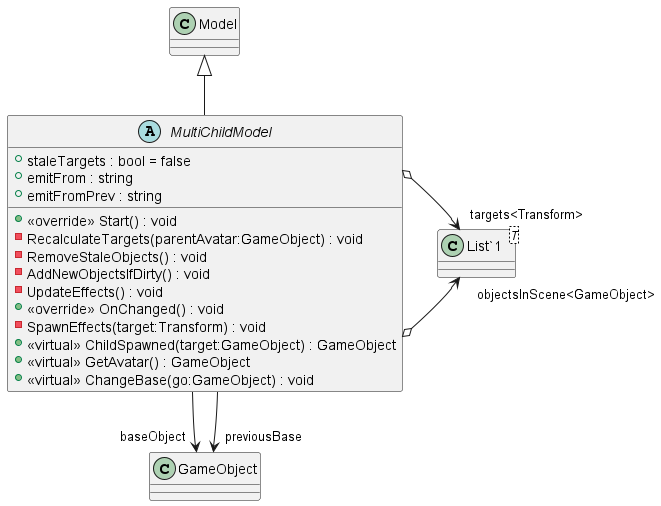 C Model
A MultiChildModel
staleTargets : bool = false
emitFrom : string
emitFromPrev : string
«override» Start() : void
RecalculateTargets(parentAvatar:GameObject) : void
RemoveStaleObjects() : void
AddNewObjectsIfDirty() : void
UpdateEffects() : void
«override» OnChanged() : void
SpawnEffects(target:Transform) : void
«virtual» ChildSpawned(target:GameObject) : GameObject
«virtual» GetAvatar() : GameObject
«virtual» ChangeBase(go:GameObject) : void
targets<Transform>
C List`1 T
objectsInScene<GameObject>
baseObject previousBase
C GameObject